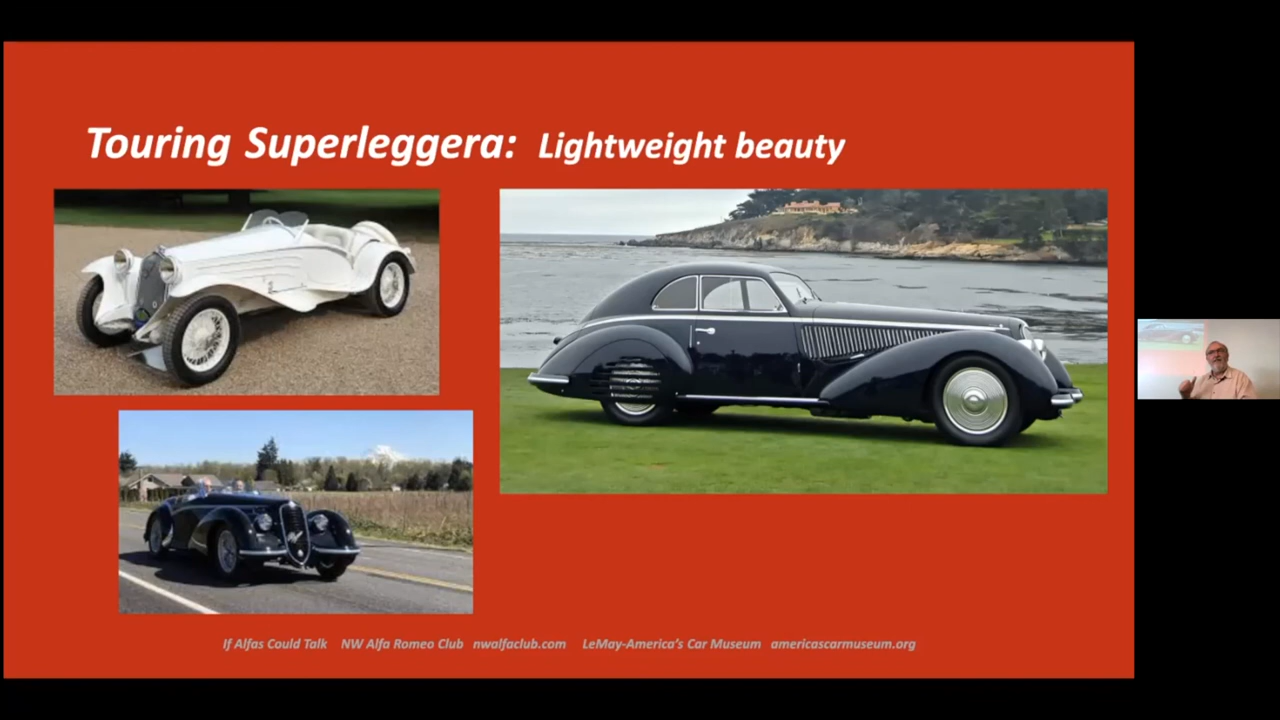 Touring Superleggera: Lightweight beauty
If Alfas Could Talk NW Alfa Romeo Club nwalfaclub.com LeMay-America's Car Museum americascarmuseum.org